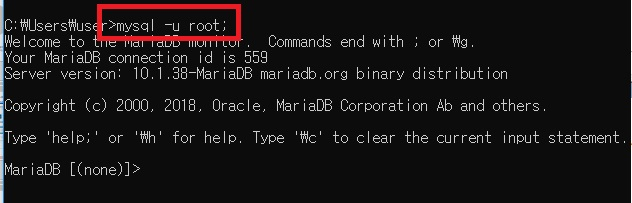 C:₩Users₩user>mysql -u root;
Welcome to the MariaDB monitor.  Commands end with ; or ₩g.
Your MariaDB connection id is 559
Server version: 10.1.38-MariaDB mariadb.org binary distribution
Copyright (c) 2000, 2018, Oracle, MariaDB Corporation Ab and others.
Type 'help;' or '₩h' for help. Type '₩c' to clear the current input statement.
MariaDB [(none)]>